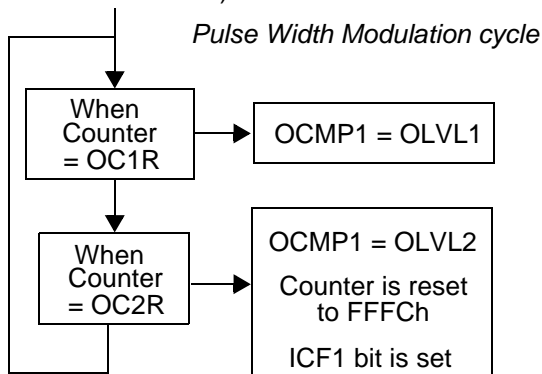 Pulse Width Modulation cycle
When
Counter
= OC1R
OCMP1 = OLVL1
When
Counter
= OC2R
OCMP1 = OLVL2
Counter is reset
to FFFCh
ICF1 bit is set